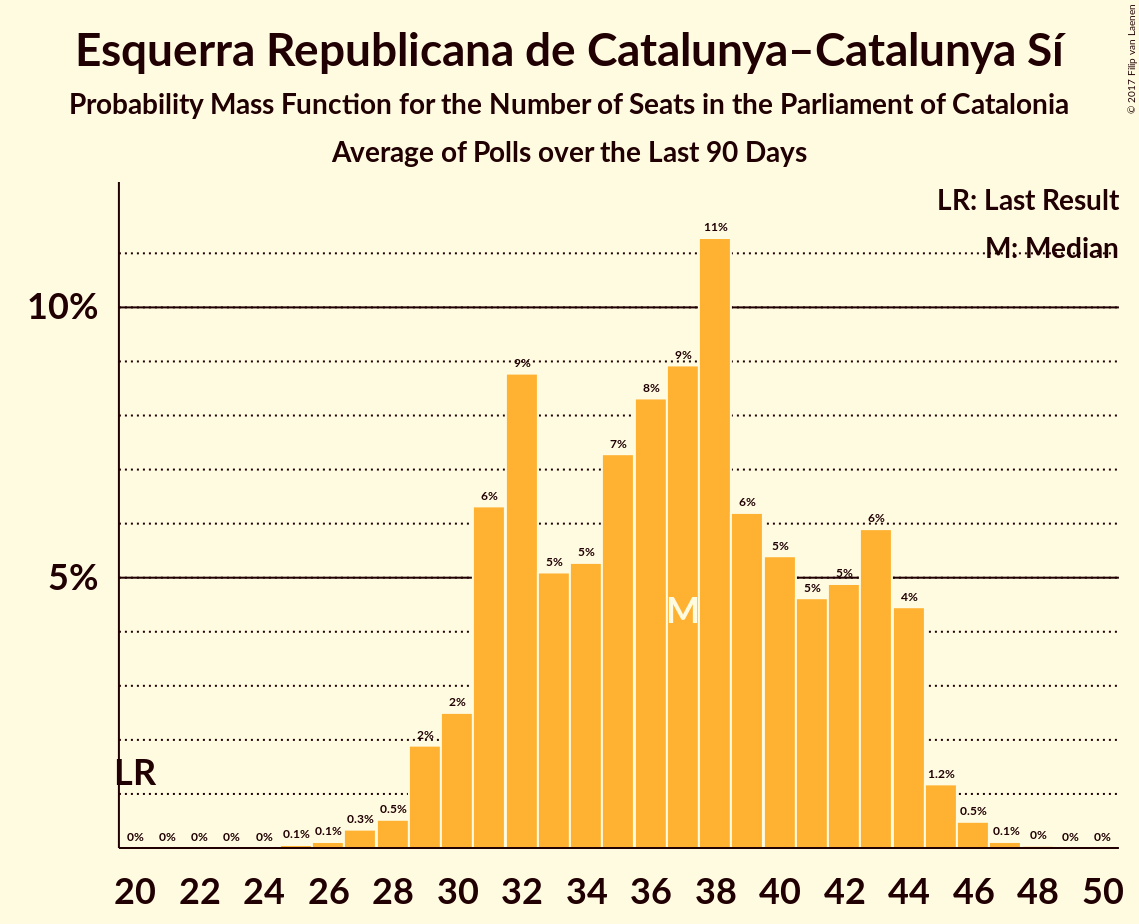 Esquerra Republicana de Catalunya–Catalunya Sí
Probability Mass Function for the Number of Seats in the Parliament of Catalonia
Average of Polls over the Last 90 Days
© 2017 Filip van Laenen
LR: Last Result
M: Median
10%
5%
LR
M
0% 0% 0% 0% 0% 0.1% 0.1% 0.3% 0.5% 2% 2% 6% 9% 5% 5% 7% 8% 9% 11% 6% 5% 5% 5% 6% 4% 1.2% 0.5% 0.1% 0% 0% 0%
20 22 24 26 28 30 32 34 36 38 40 42 44 46 48 50